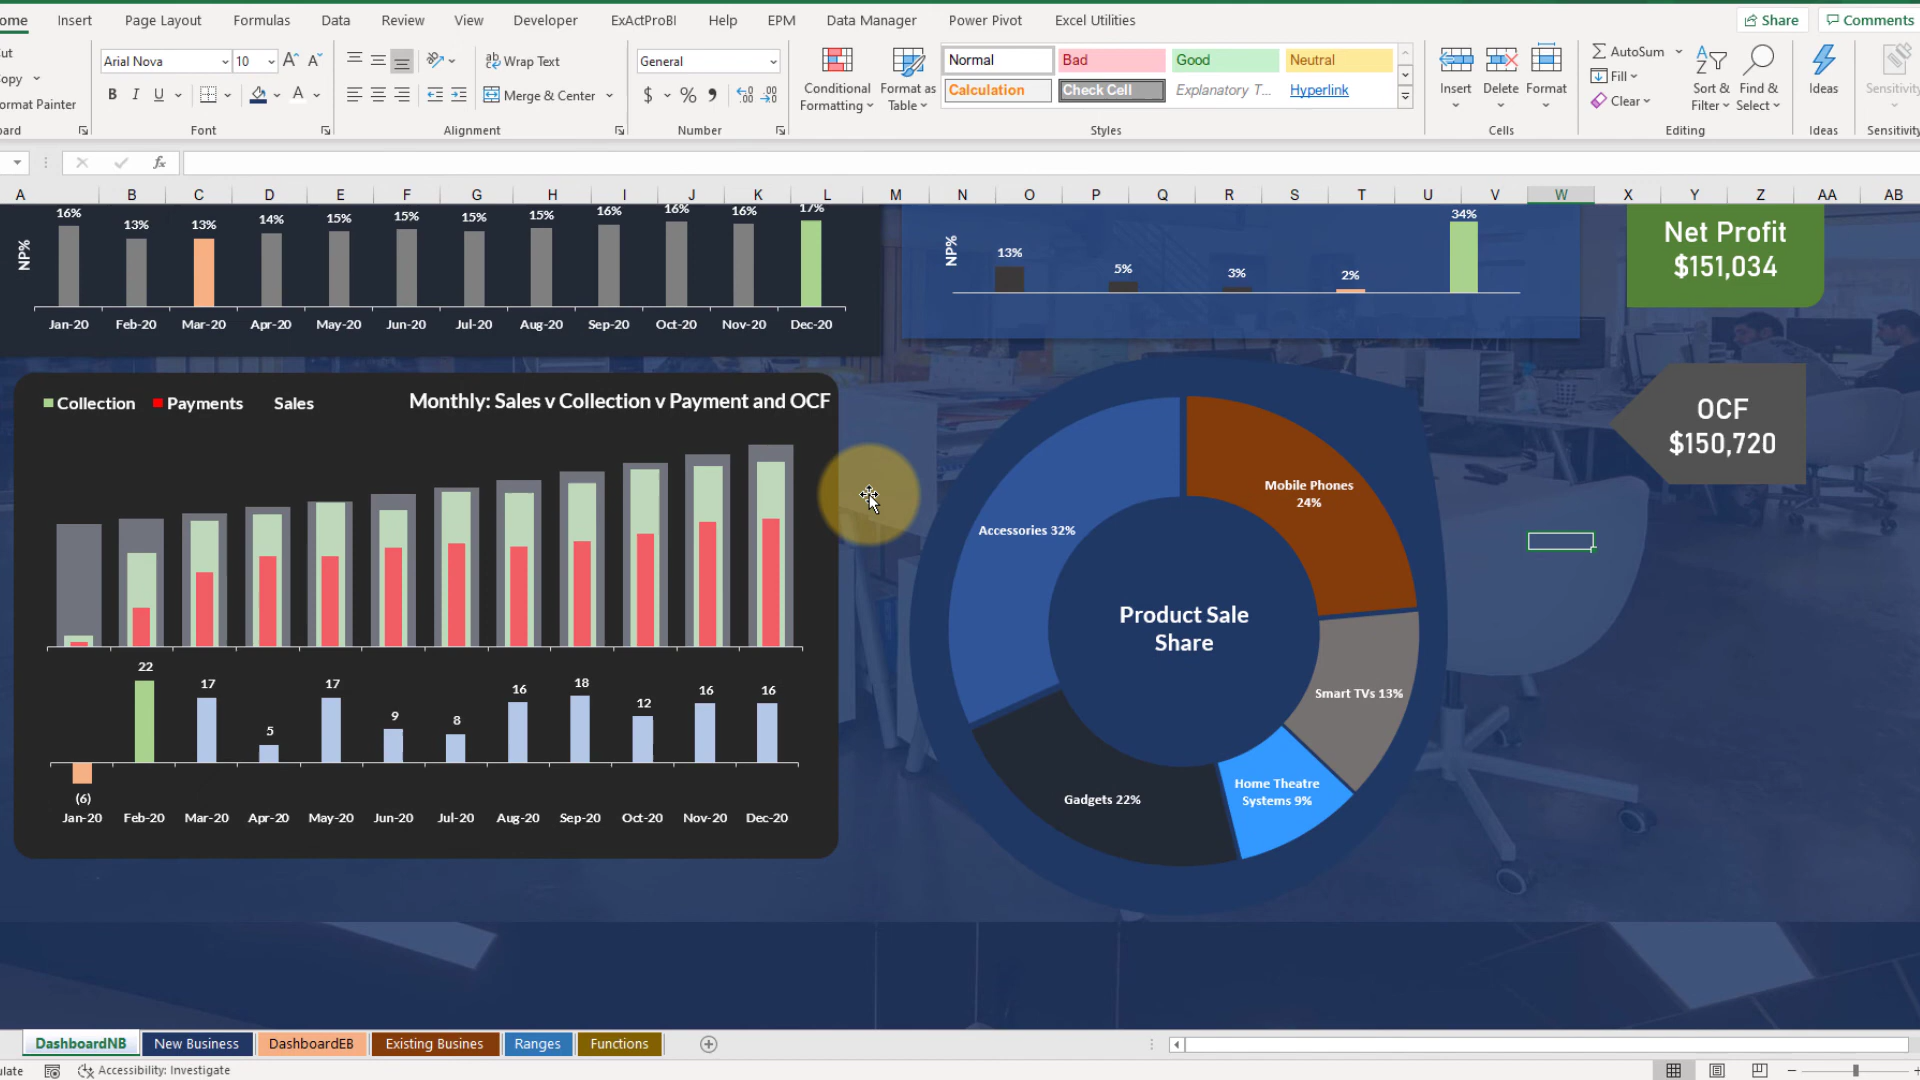 ome Insert Page Layout Formulas Data Review View Developer ExActProBI Help EPM Data Manager Power Pivot Excel Utilities Share Comments
ut
opy
ormat Painter
oard
Arial Nova 10
B I U
Font
Wrap Text
Merge & Center
Alignment
General
$ % 9
Number
Conditional Formatting
Format as Table
Normal Bad Good Neutral
Calculation Check Cell Explanatory T... Hyperlink
Styles
Insert Delete Format
Cells
AutoSum
Fill
Clear
Sort & Filter
Find & Select
Editing
Ideas
Ideas
Sensitivity
Sensitivity
fx
A B C D E F G H I J K L M N O P Q R S T U V W X Y Z AA AB
16% 13% 13% 14% 15% 15% 15% 15% 16% 16% 16% 17%
NP%
Jan-20 Feb-20 Mar-20 Apr-20 May-20 Jun-20 Jul-20 Aug-20 Sep-20 Oct-20 Nov-20 Dec-20
NP%
13% 5% 3% 2% 34%
Net Profit
$151,034
OCF
$150,720
Collection Payments Sales
Monthly: Sales v Collection v Payment and OCF
22 17 5 17 9 8 16 18 12 16 16
(6)
Jan-20 Feb-20 Mar-20 Apr-20 May-20 Jun-20 Jul-20 Aug-20 Sep-20 Oct-20 Nov-20 Dec-20
Mobile Phones
24%
Accessories 32%
Product Sale
Share
Smart TVs 13%
Home Theatre
Systems 9%
Gadgets 22%
DashboardNB New Business DashboardEB Existing Busines Ranges Functions
ulate Accessibility: Investigate